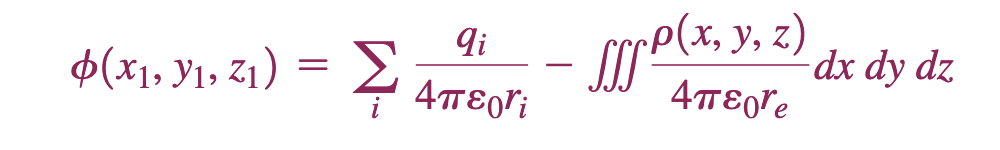 ϕ(x₁, y₁, z₁) = ∑ᵢ qᵢ/4πε₀rᵢ − ∭ ρ(x, y, z)/4πε₀rₑ dx dy dz